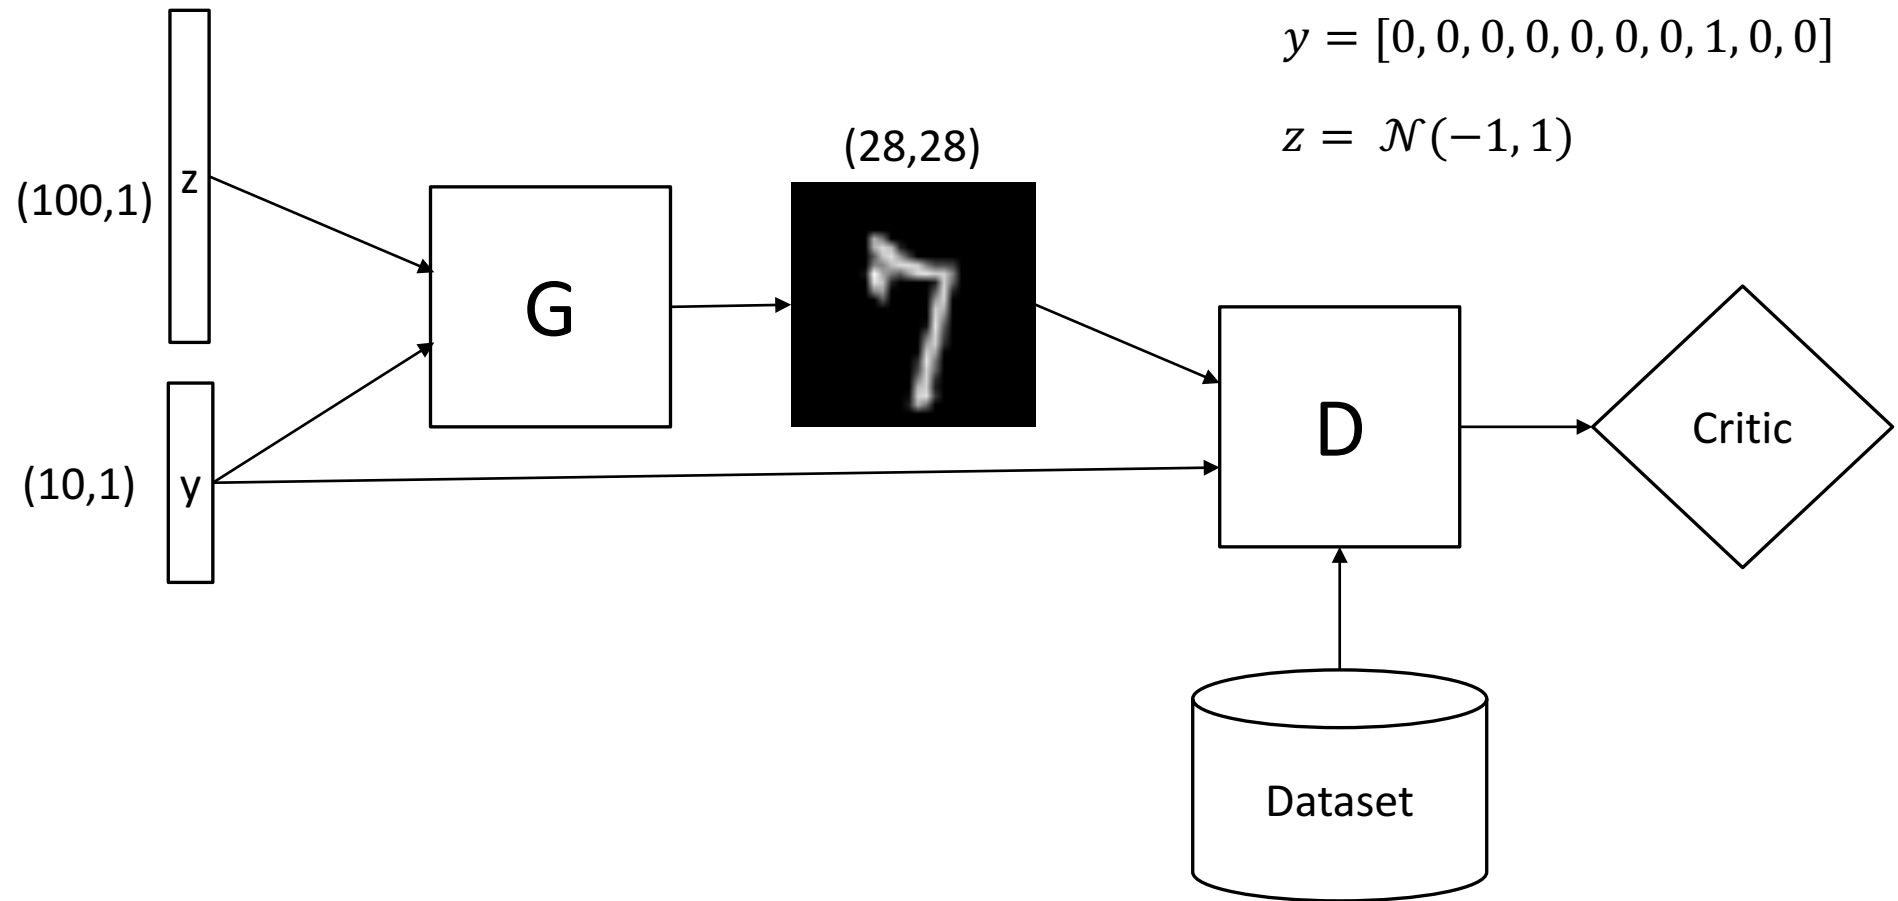 y = [0, 0, 0, 0, 0, 0, 0, 1, 0, 0]
z = 𝒩(−1, 1)
(28,28)
(100,1)
z
G
7
D
Critic
(10,1)
y
Dataset